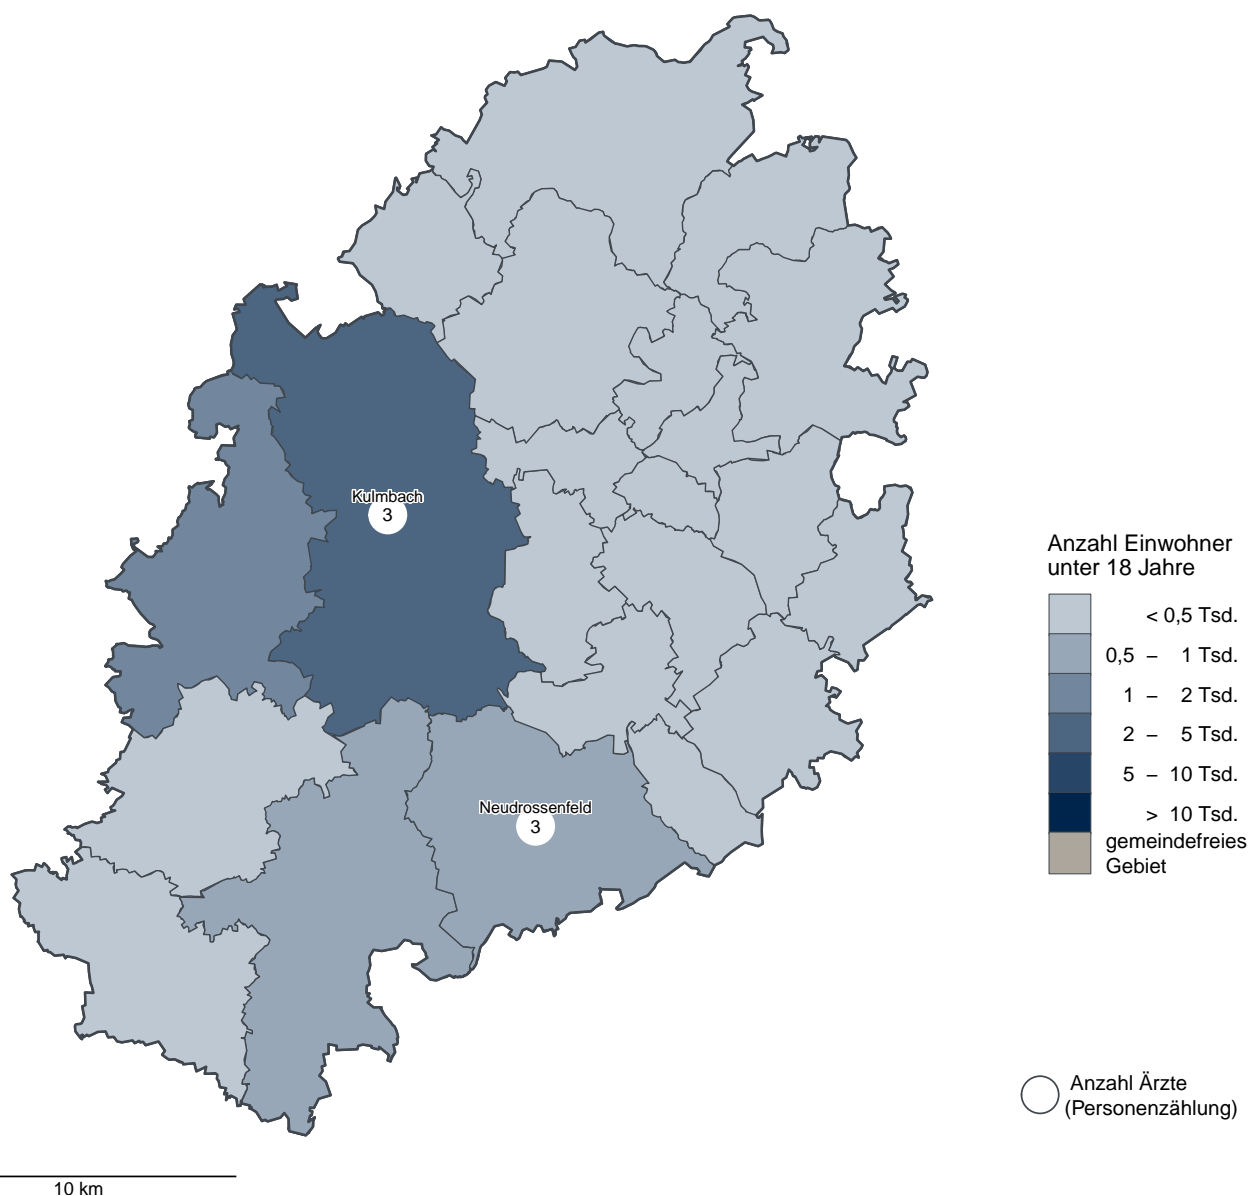 Kulmbach
3
Neudrossenfeld
3
Anzahl Einwohner
unter 18 Jahre
< 0,5 Tsd.
0,5 – 1 Tsd.
1 – 2 Tsd.
2 – 5 Tsd.
5 – 10 Tsd.
> 10 Tsd.
gemeindefreies
Gebiet
Anzahl Ärzte
(Personenzählung)
10 km